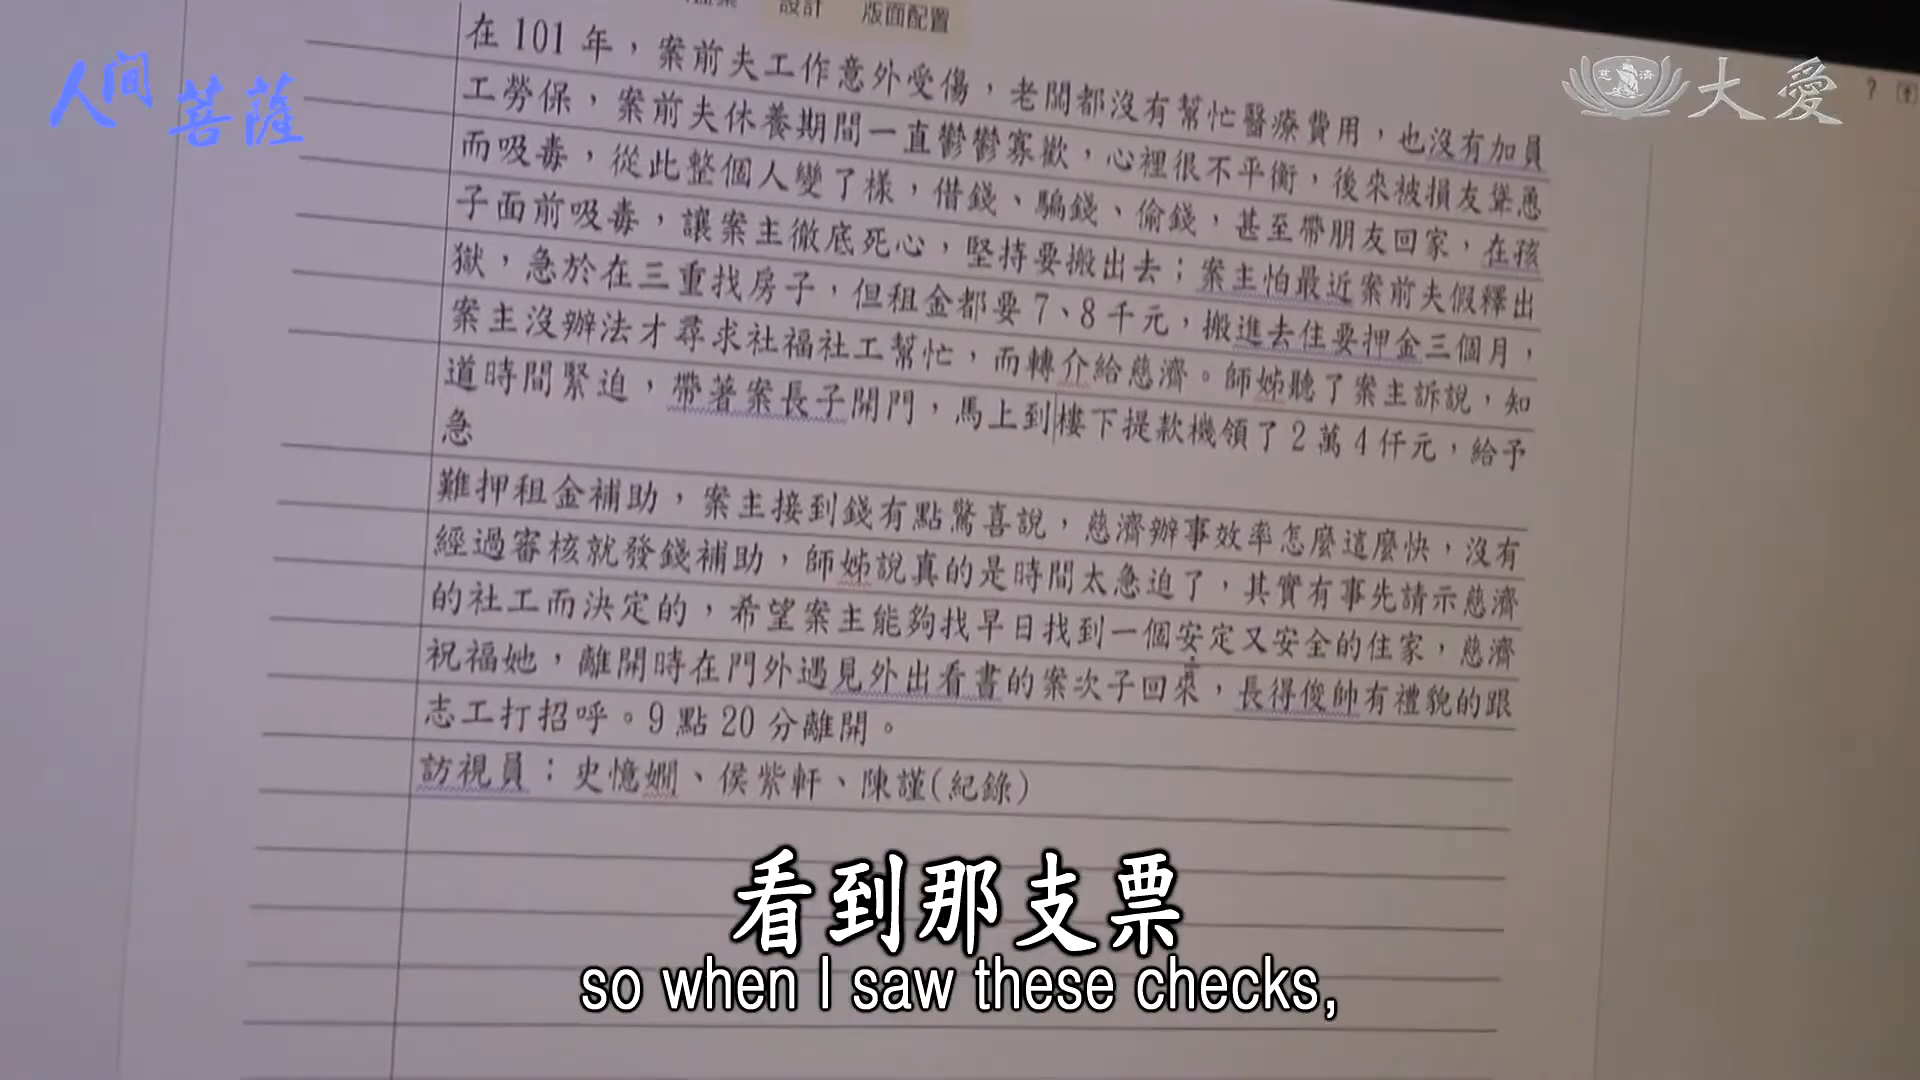 設計 版面配置
人間菩薩
大愛
在 101 年，案前夫工作意外受傷，老闆都沒有幫忙醫療費用，也沒有加員
工勞保，案前夫休養期間一直鬱鬱寡歡，心裡很不平衡，後來被損友慫恿
而吸毒，從此整個人變了樣，借錢、騙錢、偷錢，甚至帶朋友回家，在孩
子面前吸毒，讓案主徹底死心，堅持要搬出去；案主怕最近案前夫假釋出
獄，急於在三重找房子，但租金都要 7、8 千元，搬進去住要押金三個月，
案主沒辦法才尋求社福社工幫忙，而轉介給慈濟。師姊聽了案主訴說，知
道時間緊迫，帶著案長子開門，馬上到樓下提款機領了 2 萬 4 仟元，給予
急
難押租金補助，案主接到錢有點驚喜說，慈濟辦事效率怎麼這麼快，沒有
經過審核就發錢補助，師姊說真的是時間太急迫了，其實有事先請示慈濟
的社工而決定的，希望案主能夠找早日找到一個安定又安全的住家，慈濟
祝福她，離開時在門外遇見外出看書的案次子回來，長得俊帥有禮貌的跟
志工打招呼。9 點 20 分離開。
訪視員：史憶嫺、侯紫軒、陳謹(紀錄)
看到那支票
so when I saw these checks,